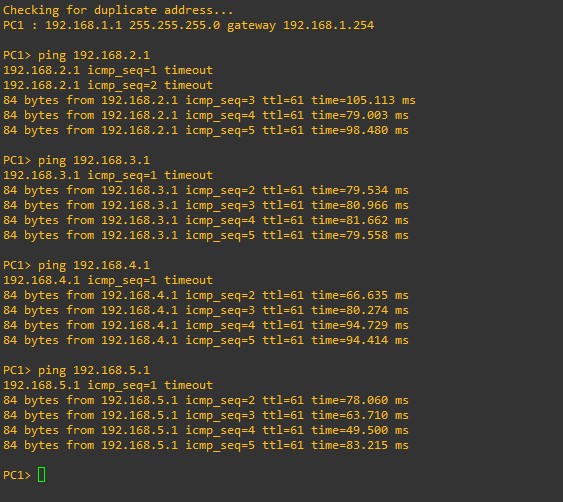 Checking for duplicate address...
PC1 : 192.168.1.1 255.255.255.0 gateway 192.168.1.254
PC1> ping 192.168.2.1
192.168.2.1 icmp_seq=1 timeout
192.168.2.1 icmp_seq=2 timeout
84 bytes from 192.168.2.1 icmp_seq=3 ttl=61 time=105.113 ms
84 bytes from 192.168.2.1 icmp_seq=4 ttl=61 time=79.003 ms
84 bytes from 192.168.2.1 icmp_seq=5 ttl=61 time=98.480 ms
PC1> ping 192.168.3.1
192.168.3.1 icmp_seq=1 timeout
84 bytes from 192.168.3.1 icmp_seq=2 ttl=61 time=79.534 ms
84 bytes from 192.168.3.1 icmp_seq=3 ttl=61 time=80.966 ms
84 bytes from 192.168.3.1 icmp_seq=4 ttl=61 time=81.662 ms
84 bytes from 192.168.3.1 icmp_seq=5 ttl=61 time=79.558 ms
PC1> ping 192.168.4.1
192.168.4.1 icmp_seq=1 timeout
84 bytes from 192.168.4.1 icmp_seq=2 ttl=61 time=66.635 ms
84 bytes from 192.168.4.1 icmp_seq=3 ttl=61 time=80.274 ms
84 bytes from 192.168.4.1 icmp_seq=4 ttl=61 time=94.729 ms
84 bytes from 192.168.4.1 icmp_seq=5 ttl=61 time=94.414 ms
PC1> ping 192.168.5.1
192.168.5.1 icmp_seq=1 timeout
84 bytes from 192.168.5.1 icmp_seq=2 ttl=61 time=78.060 ms
84 bytes from 192.168.5.1 icmp_seq=3 ttl=61 time=63.710 ms
84 bytes from 192.168.5.1 icmp_seq=4 ttl=61 time=49.500 ms
84 bytes from 192.168.5.1 icmp_seq=5 ttl=61 time=83.215 ms
PC1>